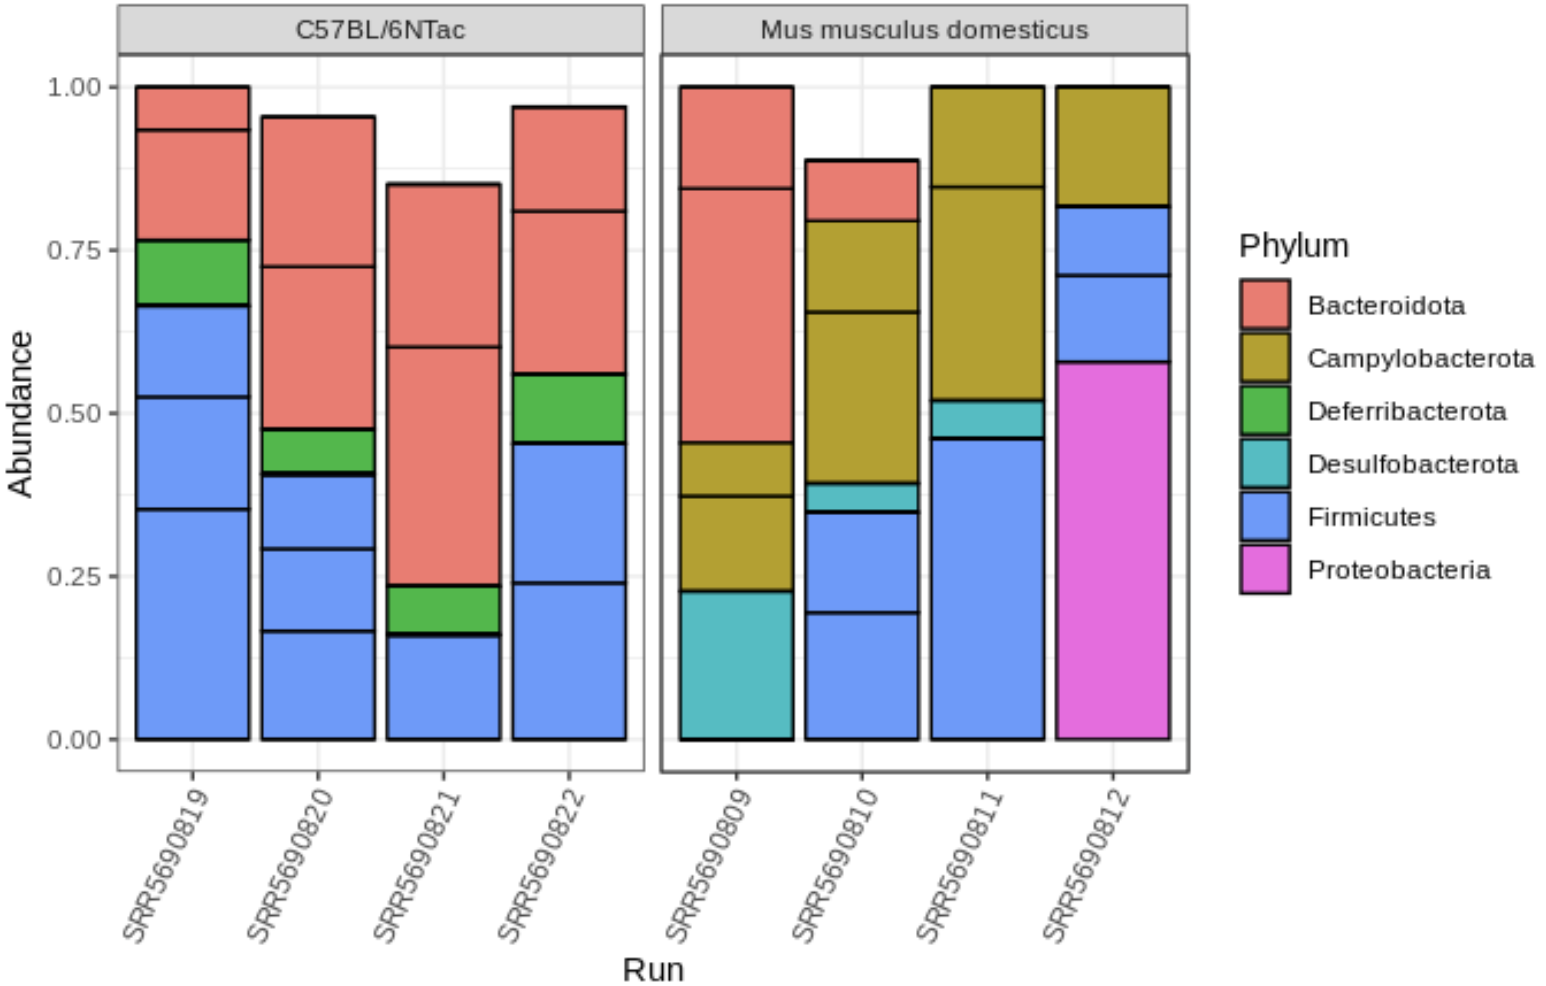 C57BL/6NTac
Mus musculus domesticus
1.00
0.75
0.50
0.25
0.00
Abundance
SRR5690819
SRR5690820
SRR5690821
SRR5690822
SRR5690809
SRR5690810
SRR5690811
SRR5690812
Run
Phylum
Bacteroidota
Campylobacterota
Deferribacterota
Desulfobacterota
Firmicutes
Proteobacteria